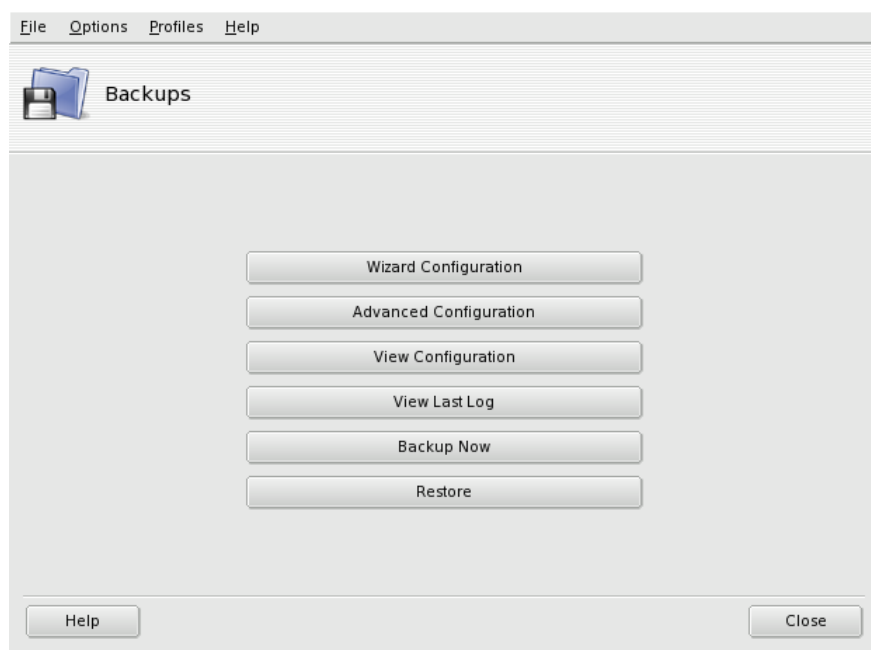 File Options Profiles Help
Backups
Wizard Configuration
Advanced Configuration
View Configuration
View Last Log
Backup Now
Restore
Help Close